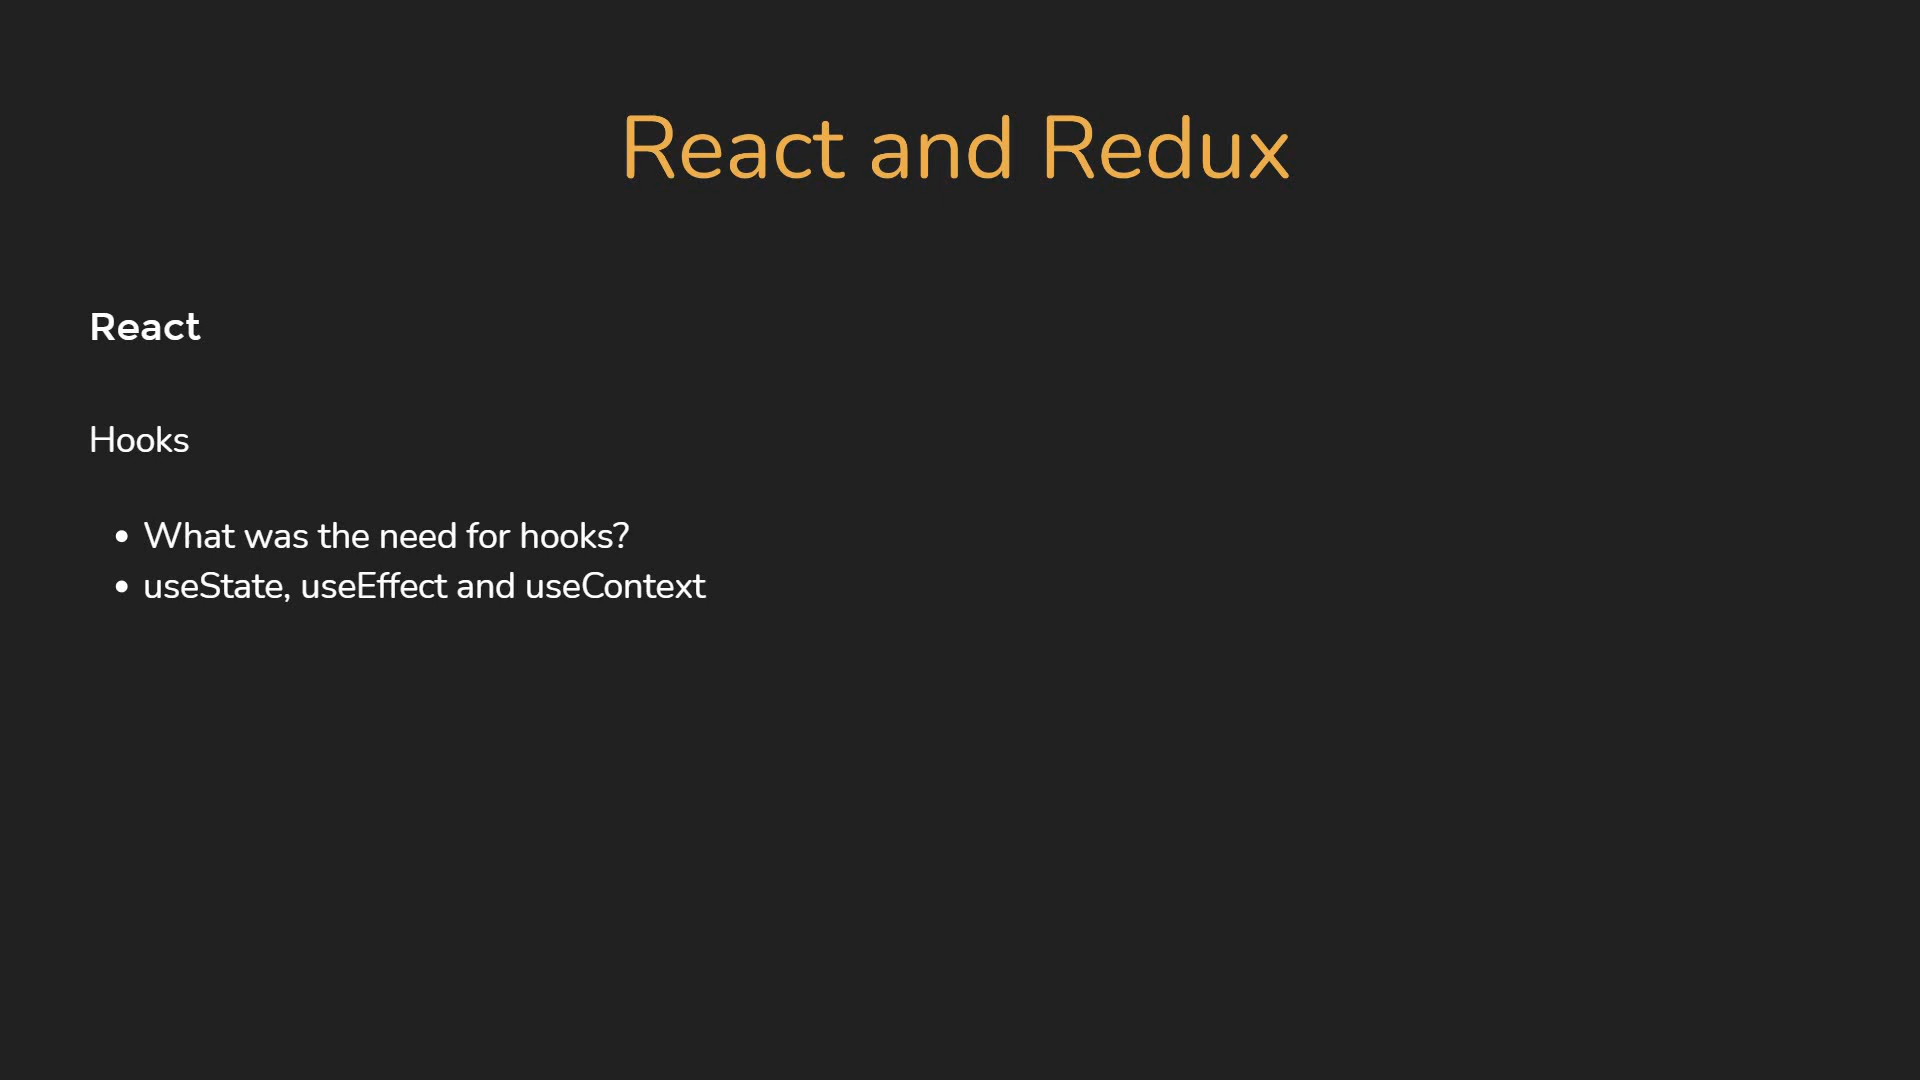 React and Redux
React
Hooks
• What was the need for hooks?
• useState, useEffect and useContext